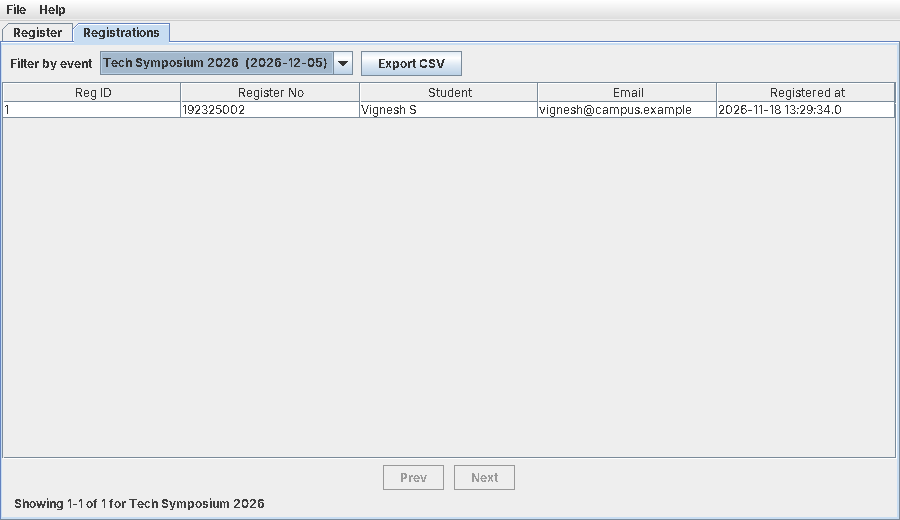 File Help
Register Registrations
Filter by event Tech Symposium 2026 (2026-12-05) Export CSV
Reg ID Register No Student Email Registered at
1 192325002 Vignesh S vignesh@campus.example 2026-11-18 13:29:34.0
Prev Next
Showing 1-1 of 1 for Tech Symposium 2026